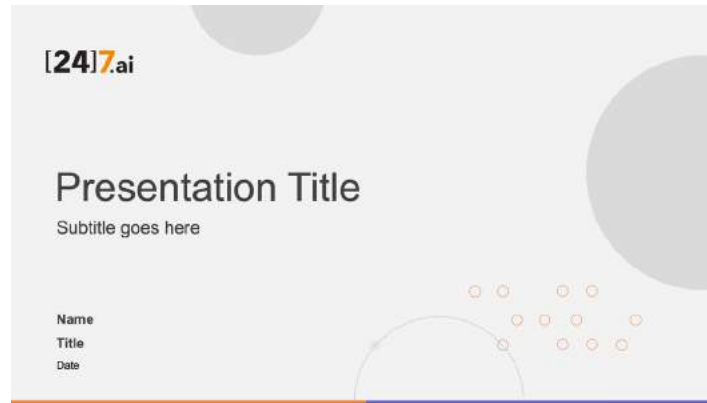 [24]7.ai
Presentation Title
Subtitle goes here
Name
Title
Date